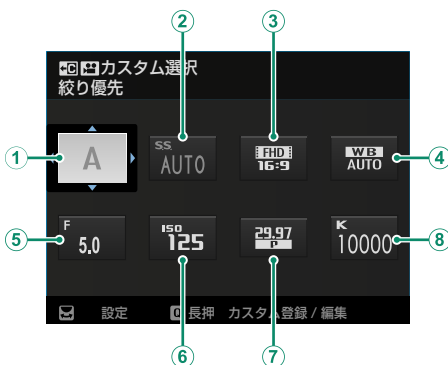 ②
③
C カスタム選択
絞り優先
①
A
S.S.
AUTO
FHD
16:9
WB
AUTO
④
⑤
F
5.0
ISO
125
29.97
P
K
10000
⑧
設定
Q 長押 カスタム登録 / 編集
⑥
⑦